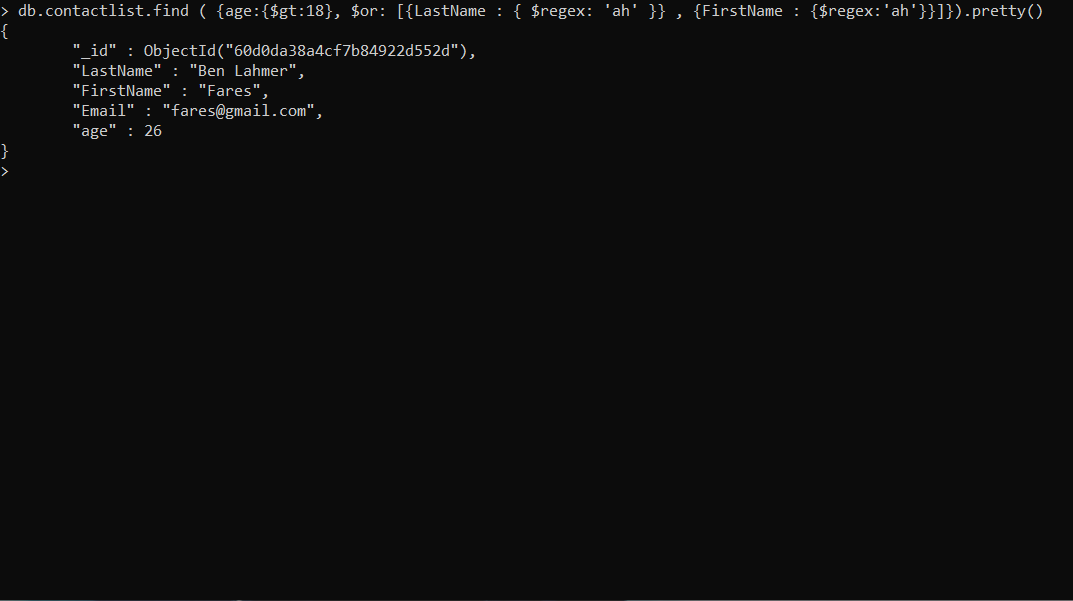 > db.contactlist.find ( {age:{$gt:18}, $or: [{LastName : { $regex: 'ah' }} , {FirstName : {$regex:'ah'}}]}).pretty()
{
"_id" : ObjectId("60d0da38a4cf7b84922d552d"),
"LastName" : "Ben Lahmer",
"FirstName" : "Fares",
"Email" : "fares@gmail.com",
"age" : 26
}
>